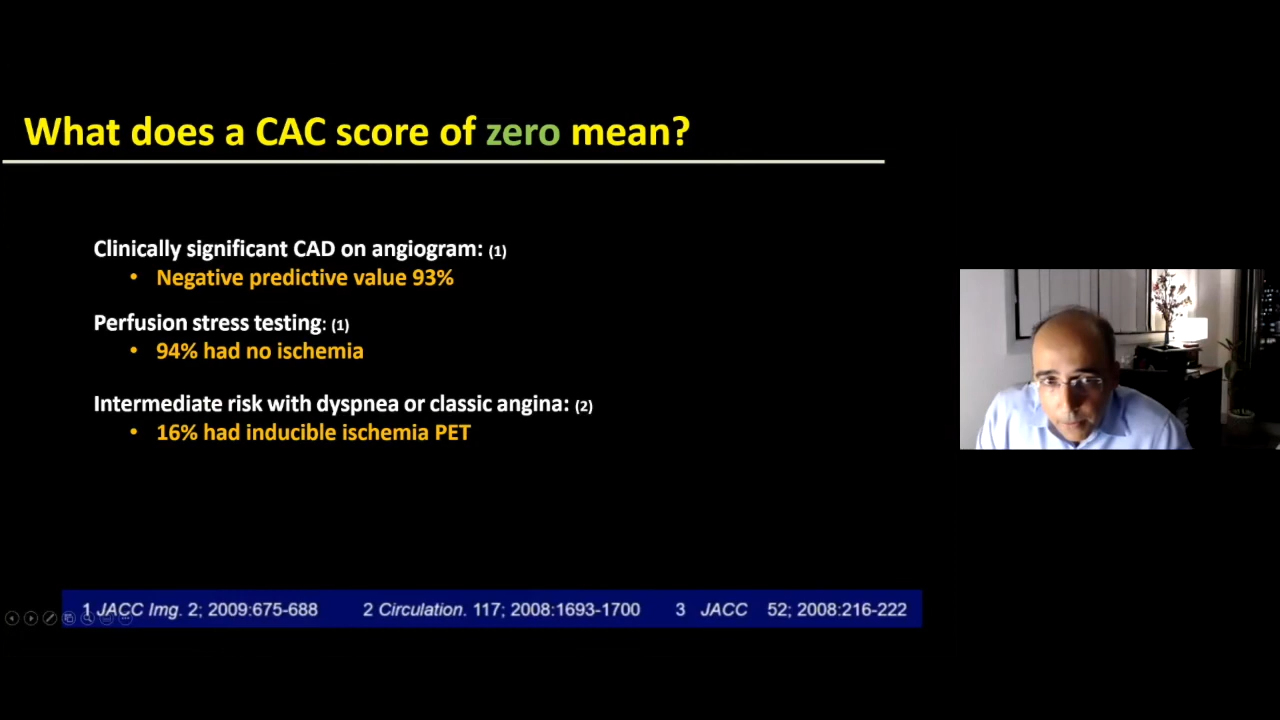 What does a CAC score of zero mean?
Clinically significant CAD on angiogram: (1)
• Negative predictive value 93%
Perfusion stress testing: (1)
• 94% had no ischemia
Intermediate risk with dyspnea or classic angina: (2)
• 16% had inducible ischemia PET
1 JACC Img. 2; 2009:675-688 2 Circulation. 117; 2008:1693-1700 3 JACC 52; 2008:216-222